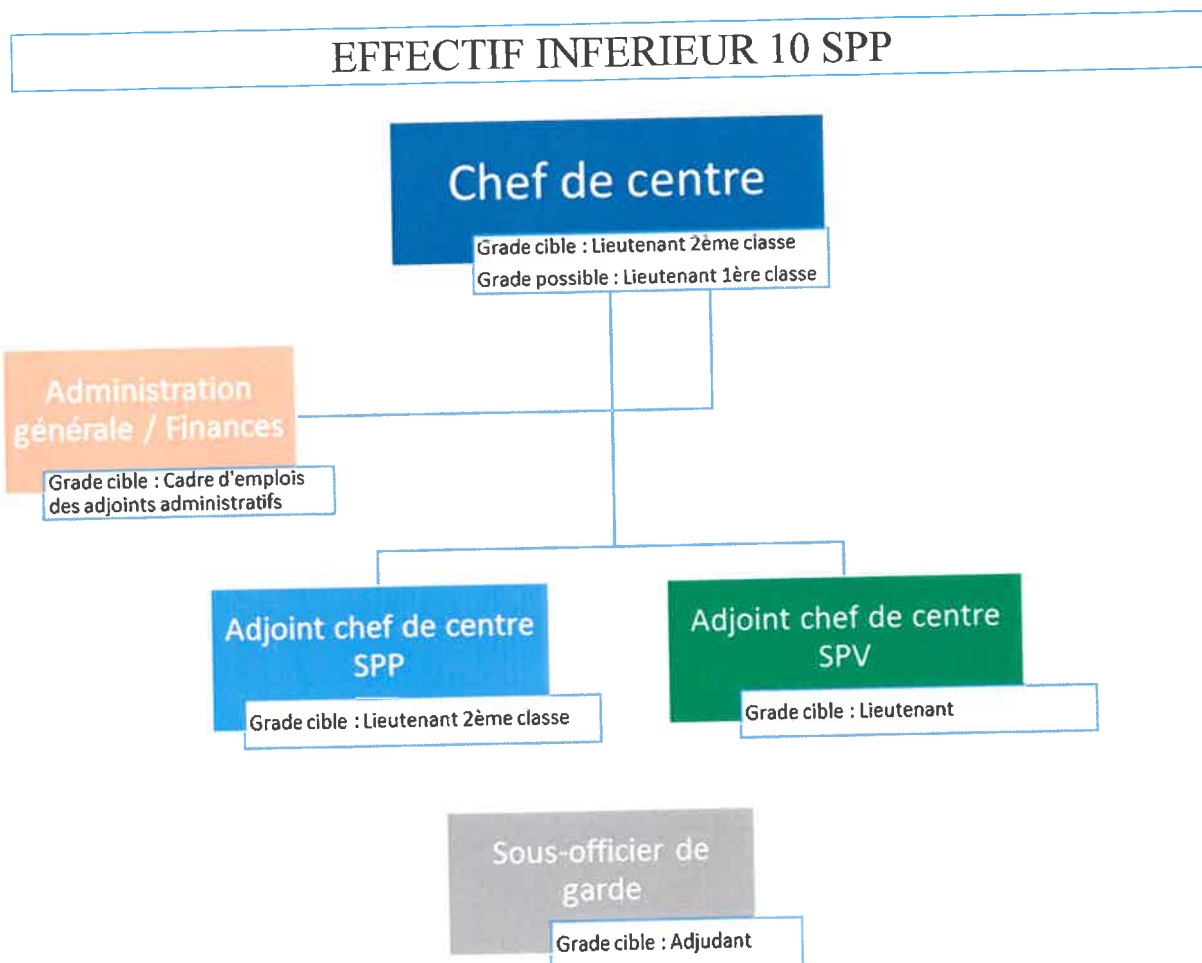 EFFECTIF INFERIEUR 10 SPP
Chef de centre
Grade cible : Lieutenant 2ème classe
Grade possible : Lieutenant 1ère classe
Administration
générale / Finances
Grade cible : Cadre d'emplois
des adjoints administratifs
Adjoint chef de centre
SPP
Grade cible : Lieutenant 2ème classe
Adjoint chef de centre
SPV
Grade cible : Lieutenant
Sous-officier de
garde
Grade cible : Adjudant